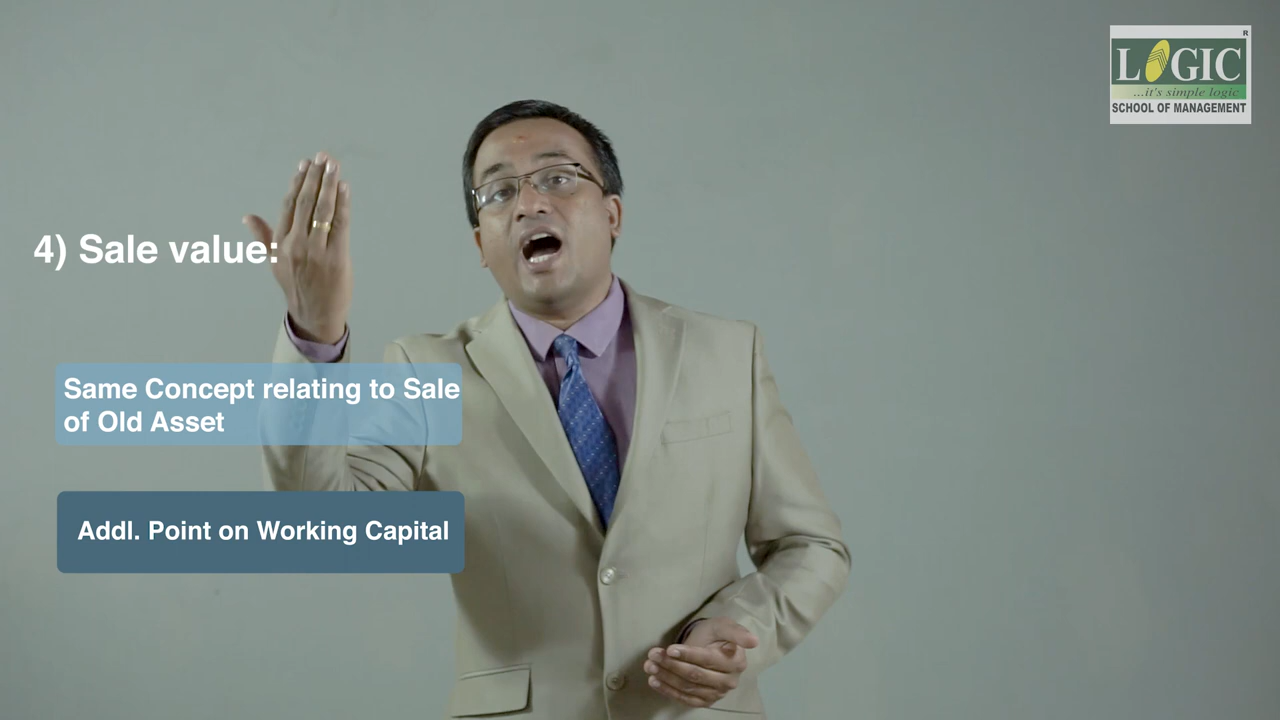 LOGIC
R
...it's simple logic
SCHOOL OF MANAGEMENT
4) Sale value:
Same Concept relating to Sale
of Old Asset
Addl. Point on Working Capital